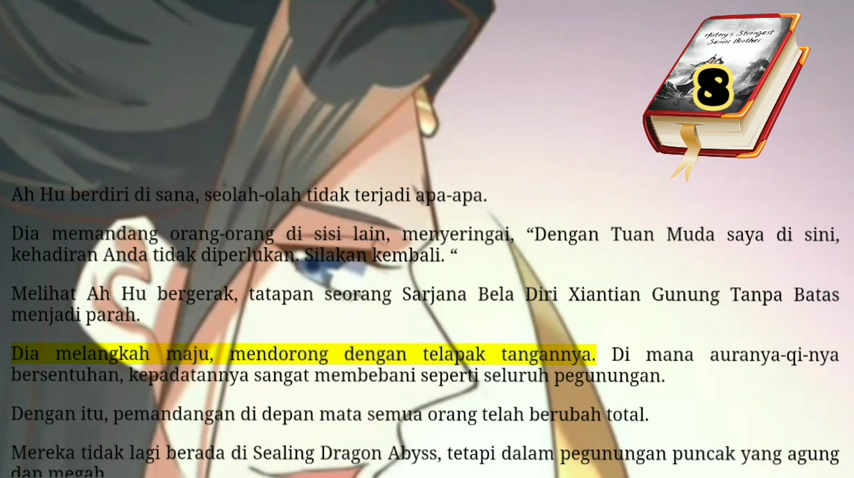 History's Strongest
Senior Brother
8
Ah Hu berdiri di sana, seolah-olah tidak terjadi apa-apa.
Dia memandang orang-orang di sisi lain, menyeringai, “Dengan Tuan Muda saya di sini,
kehadiran Anda tidak diperlukan. Silakan kembali. “
Melihat Ah Hu bergerak, tatapan seorang Sarjana Bela Diri Xiantian Gunung Tanpa Batas
menjadi parah.
Dia melangkah maju, mendorong dengan telapak tangannya. Di mana auranya-qi-nya
bersentuhan, kepadatannya sangat membebani seperti seluruh pegunungan.
Dengan itu, pemandangan di depan mata semua orang telah berubah total.
Mereka tidak lagi berada di Sealing Dragon Abyss, tetapi dalam pegunungan puncak yang agung
dan megah